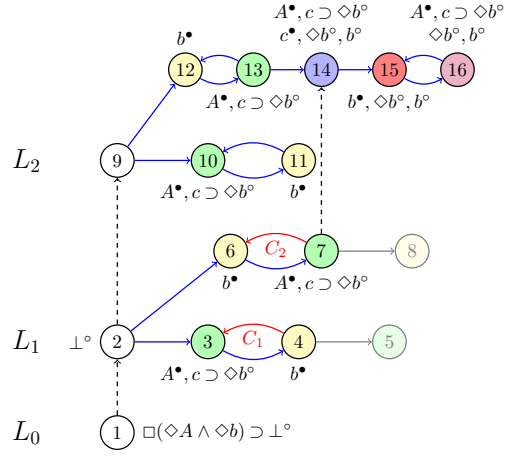 A•, c ⊃ ◇b°
A•, c ⊃ ◇b°
b•
c•, ◇b°, b°
◇b°, b°
12
13
14
15
16
A•, c ⊃ ◇b°
b•, ◇b°, b°
L₂
9
10
11
A•, c ⊃ ◇b°
b•
6
C₂
7
8
b•
A•, c ⊃ ◇b°
L₁
⊥°
2
3
C₁
4
5
A•, c ⊃ ◇b°
b•
L₀
1
□(◇A ∧ ◇b) ⊃ ⊥°